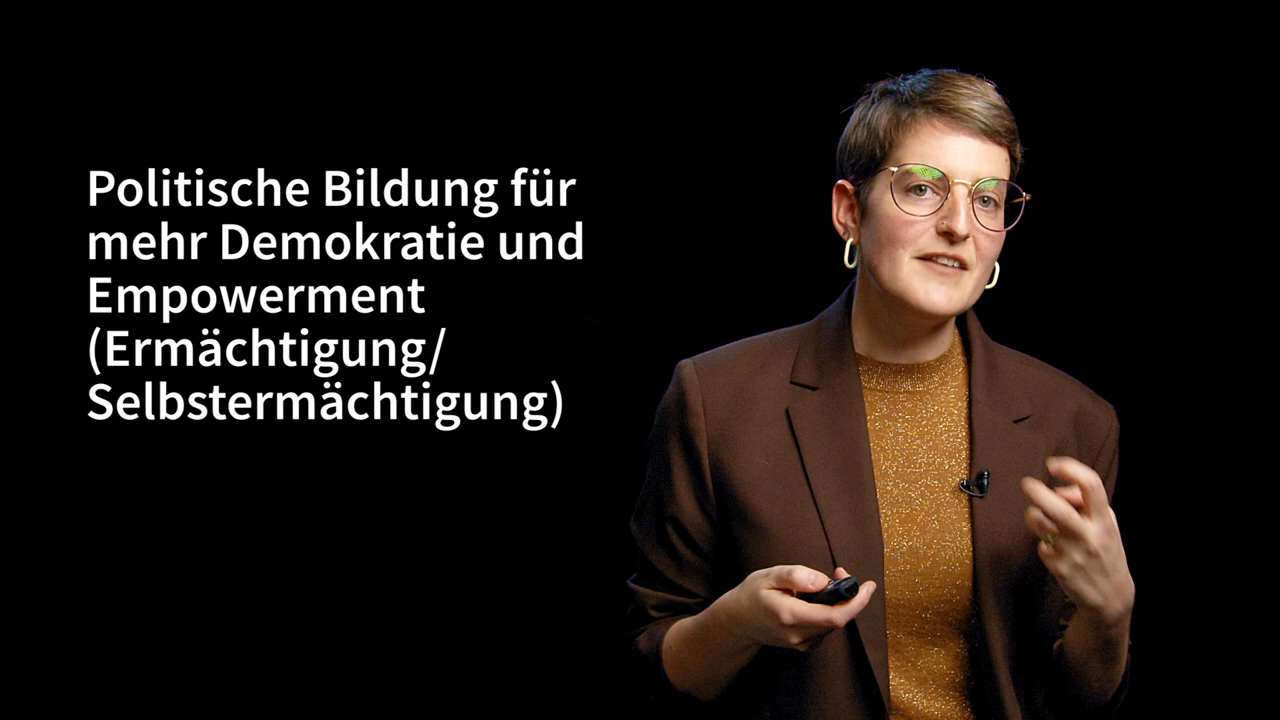 Politische Bildung für
mehr Demokratie und
Empowerment
(Ermächtigung/
Selbstermächtigung)